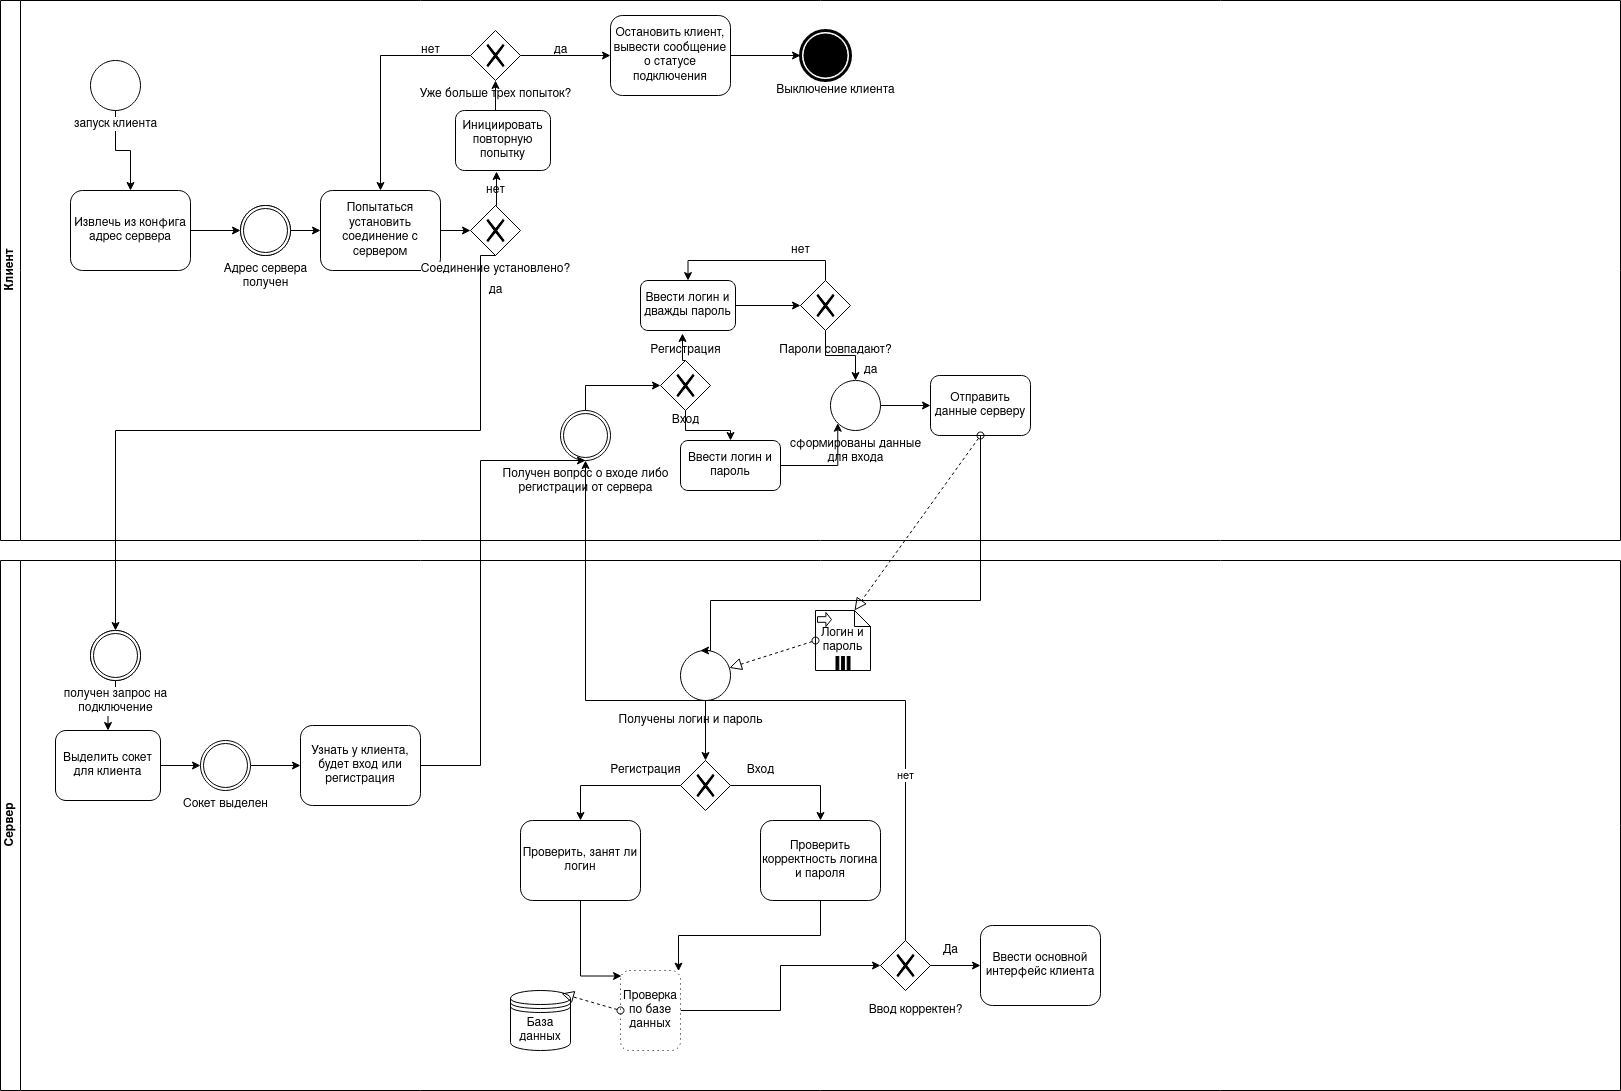 Клиент
запуск клиента
Извлечь из конфига
адрес сервера
Адрес сервера
получен
Попытаться
установить
соединение с
сервером
Соединение установлено?
да
нет
Инициировать
повторную
попытку
Уже больше трех попыток?
нет
да
Остановить клиент,
вывести сообщение
о статусе
подключения
Выключение клиента
Получен вопрос о входе либо
регистрации от сервера
Регистрация
Вход
Ввести логин и
дважды пароль
нет
Пароли совпадают?
да
Ввести логин и
пароль
сформированы данные
для входа
Отправить
данные серверу
Сервер
получен запрос на
подключение
Выделить сокет
для клиента
Сокет выделен
Узнать у клиента,
будет вход или
регистрация
Логин и
пароль
Получены логин и пароль
Регистрация
Вход
Проверить, занят ли
логин
Проверить
корректность логина
и пароля
База
данных
Проверка
по базе
данных
нет
Ввод корректен?
Да
Ввести основной
интерфейс клиента